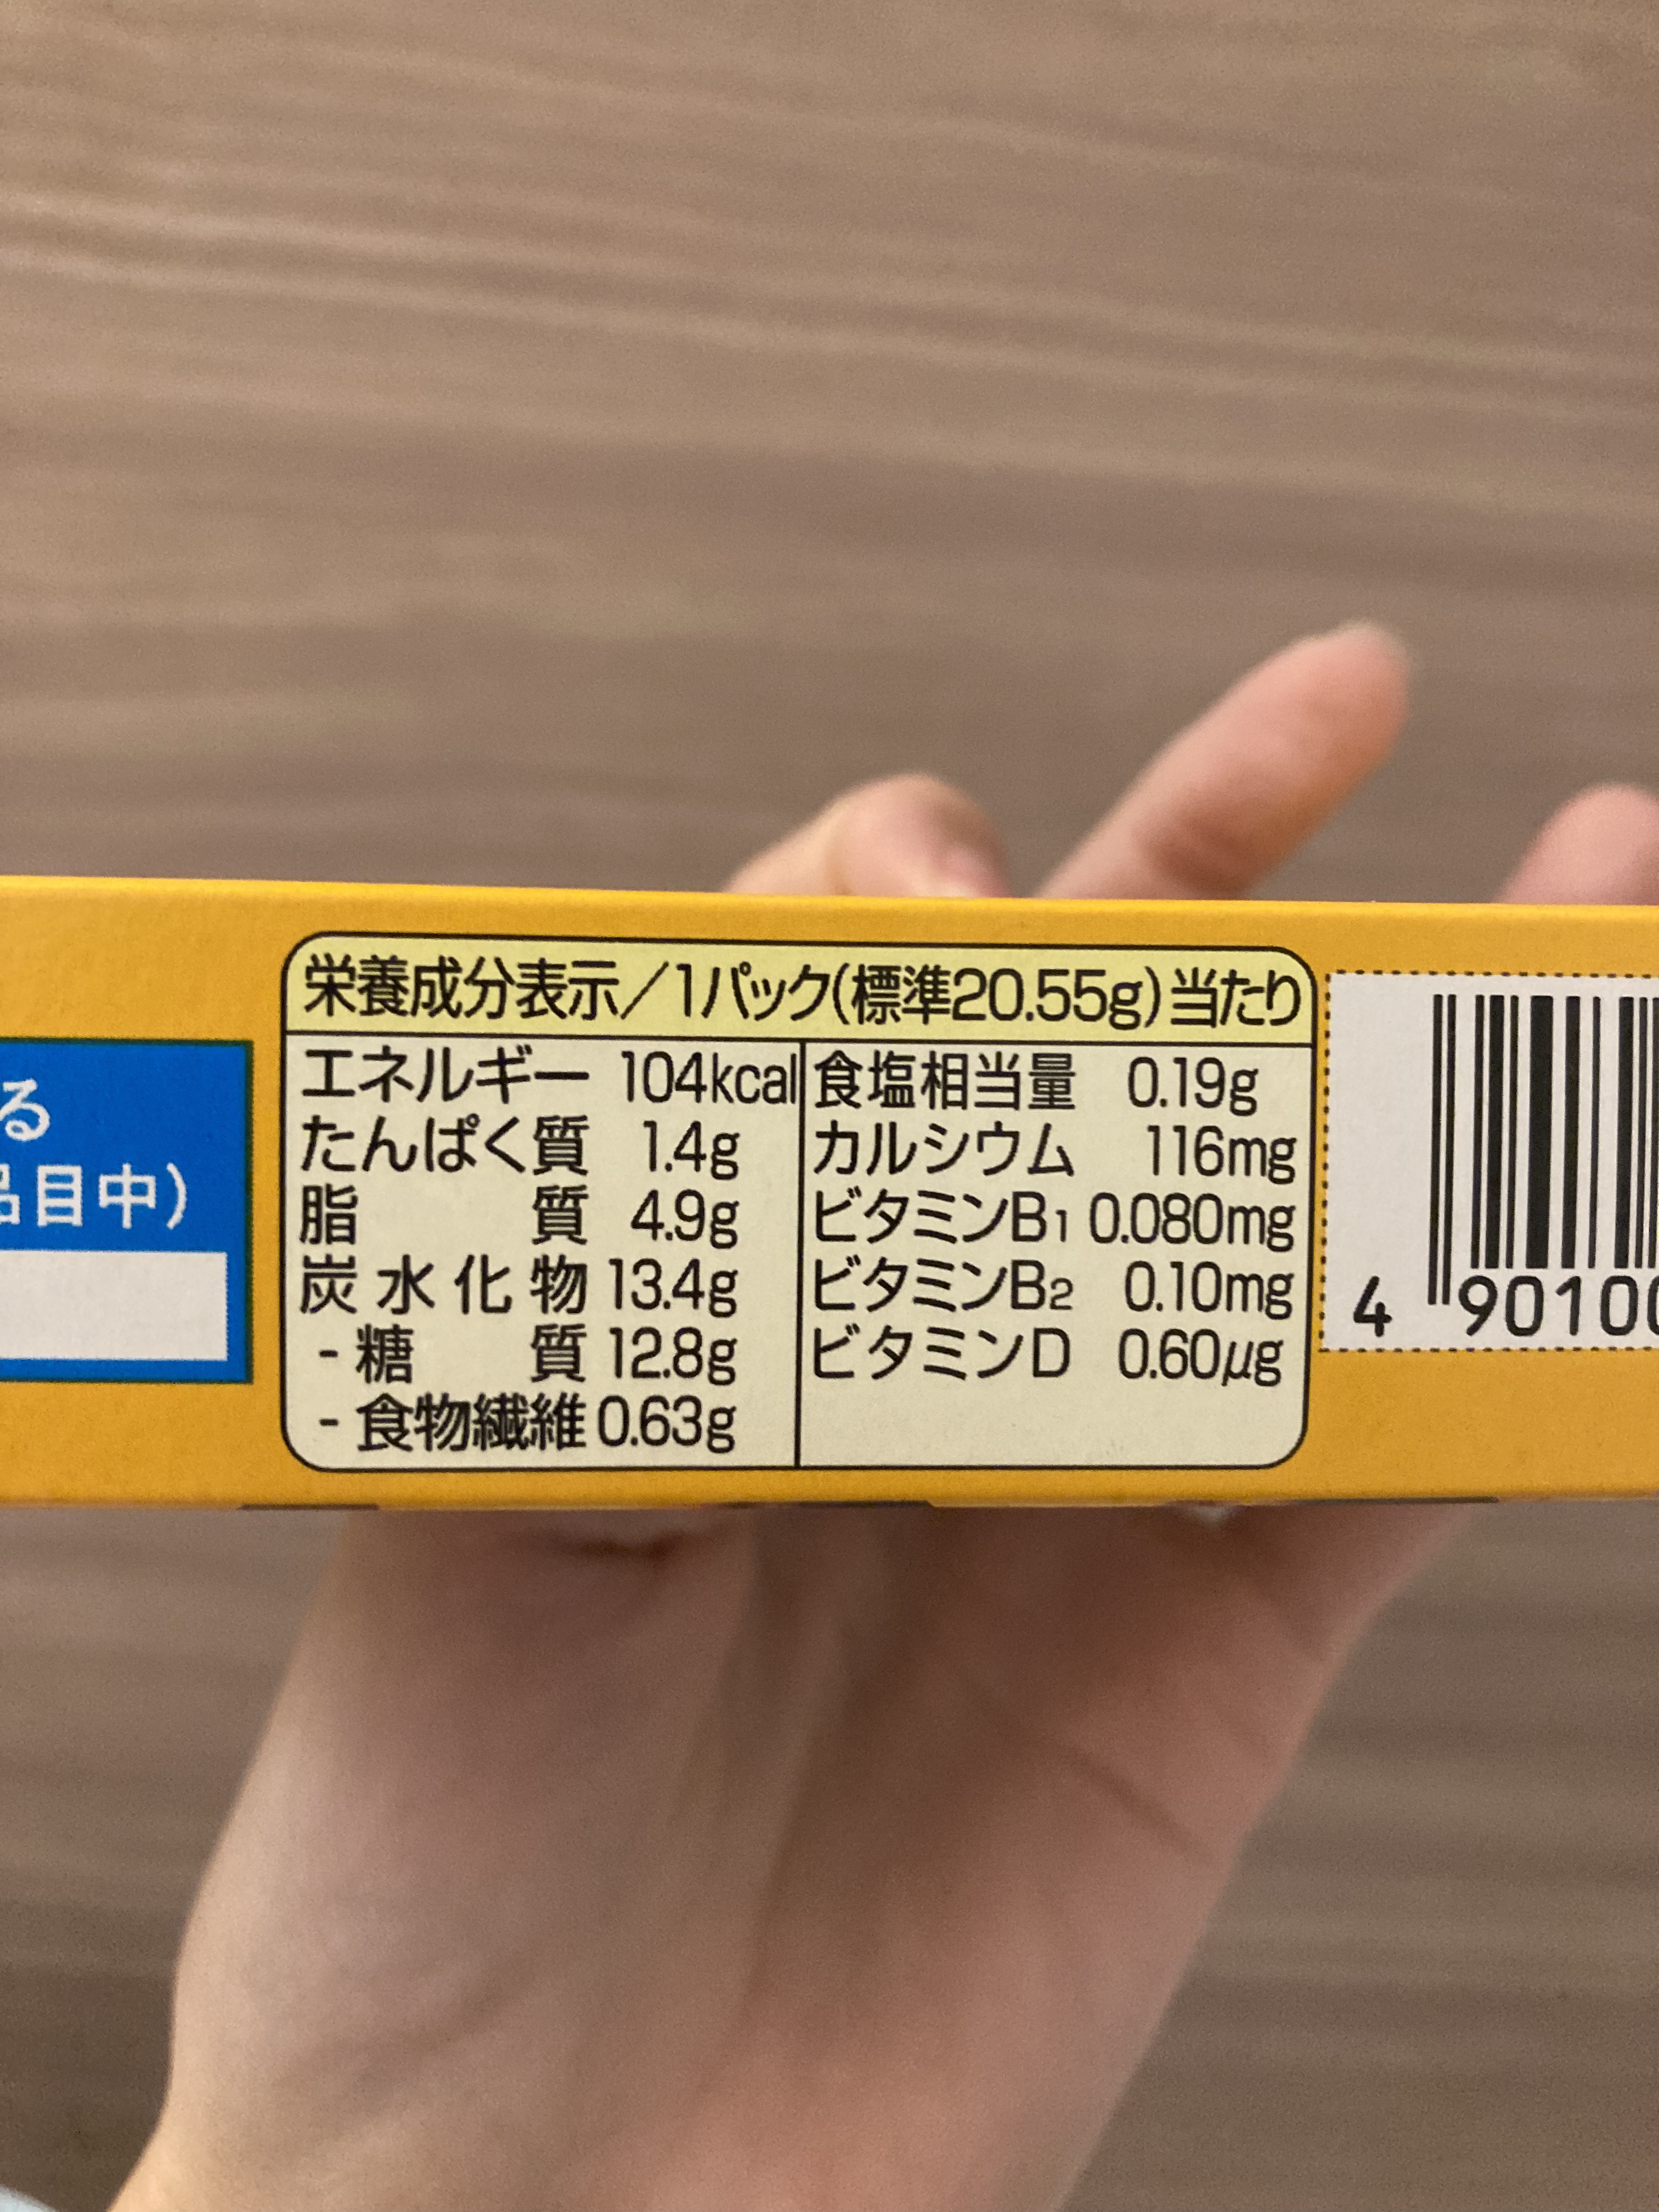 る
品目中)
栄養成分表示/1パック(標準20.55g)当たり
エネルギー 104kcal
たんぱく質 1.4g
脂質 4.9g
炭水化物 13.4g
- 糖質 12.8g
- 食物繊維 0.63g
食塩相当量 0.19g
カルシウム 116mg
ビタミンB1 0.080mg
ビタミンB2 0.10mg
ビタミンD 0.60μg
4 90100